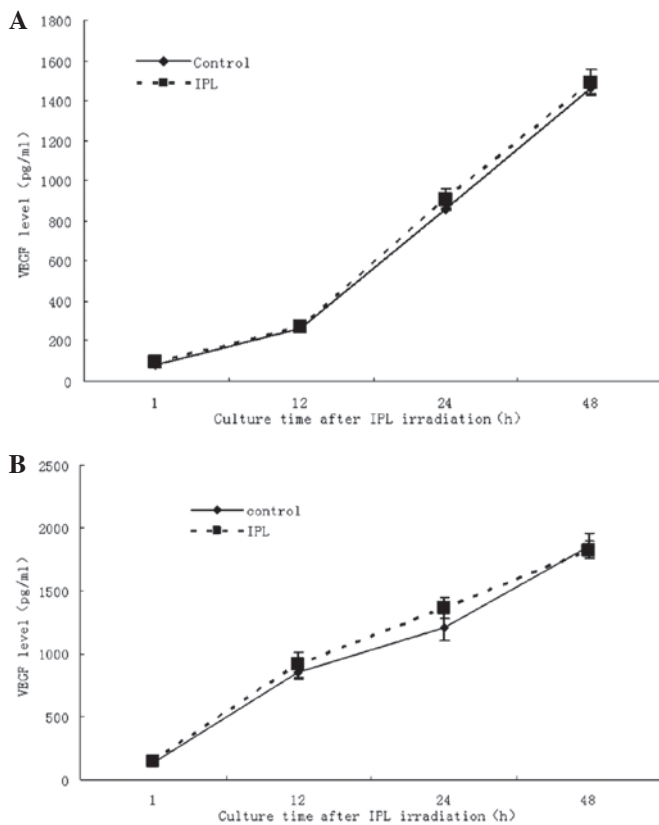 A
1800
1600
1400
1200
1000
800
600
400
200
0
VEGF level (pg/ml)
Control
IPL
1 12 24 48
Culture time after IPL irradiation (h)
B
2500
2000
1500
1000
500
0
VEGF level (pg/ml)
control
IPL
1 12 24 48
Culture time after IPL irradiation (h)